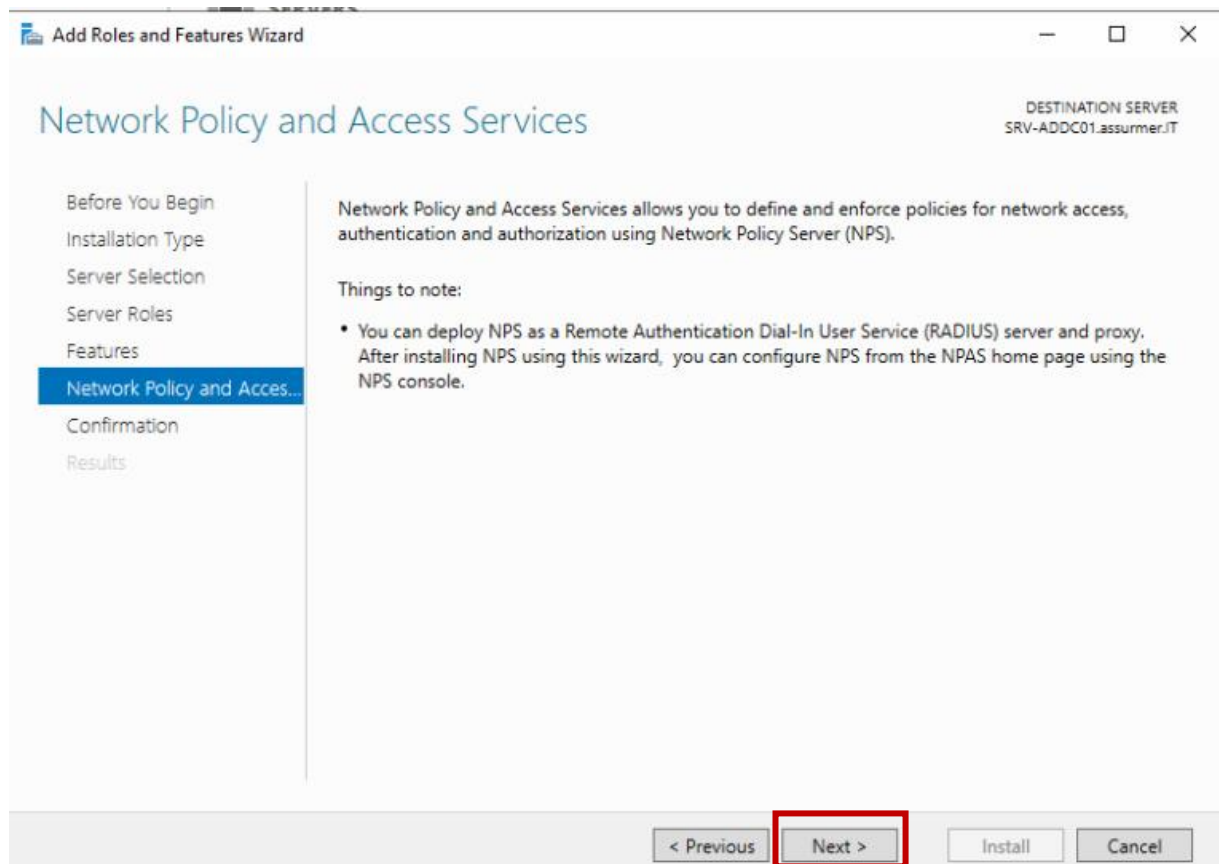 SERVERS
Add Roles and Features Wizard
Network Policy and Access Services
DESTINATION SERVER
SRV-ADDC01.assurmer.IT
Before You Begin
Installation Type
Server Selection
Server Roles
Features
Network Policy and Acces...
Confirmation
Results
Network Policy and Access Services allows you to define and enforce policies for network access,
authentication and authorization using Network Policy Server (NPS).
Things to note:
• You can deploy NPS as a Remote Authentication Dial-In User Service (RADIUS) server and proxy.
After installing NPS using this wizard, you can configure NPS from the NPAS home page using the
NPS console.
< Previous
Next >
Install
Cancel